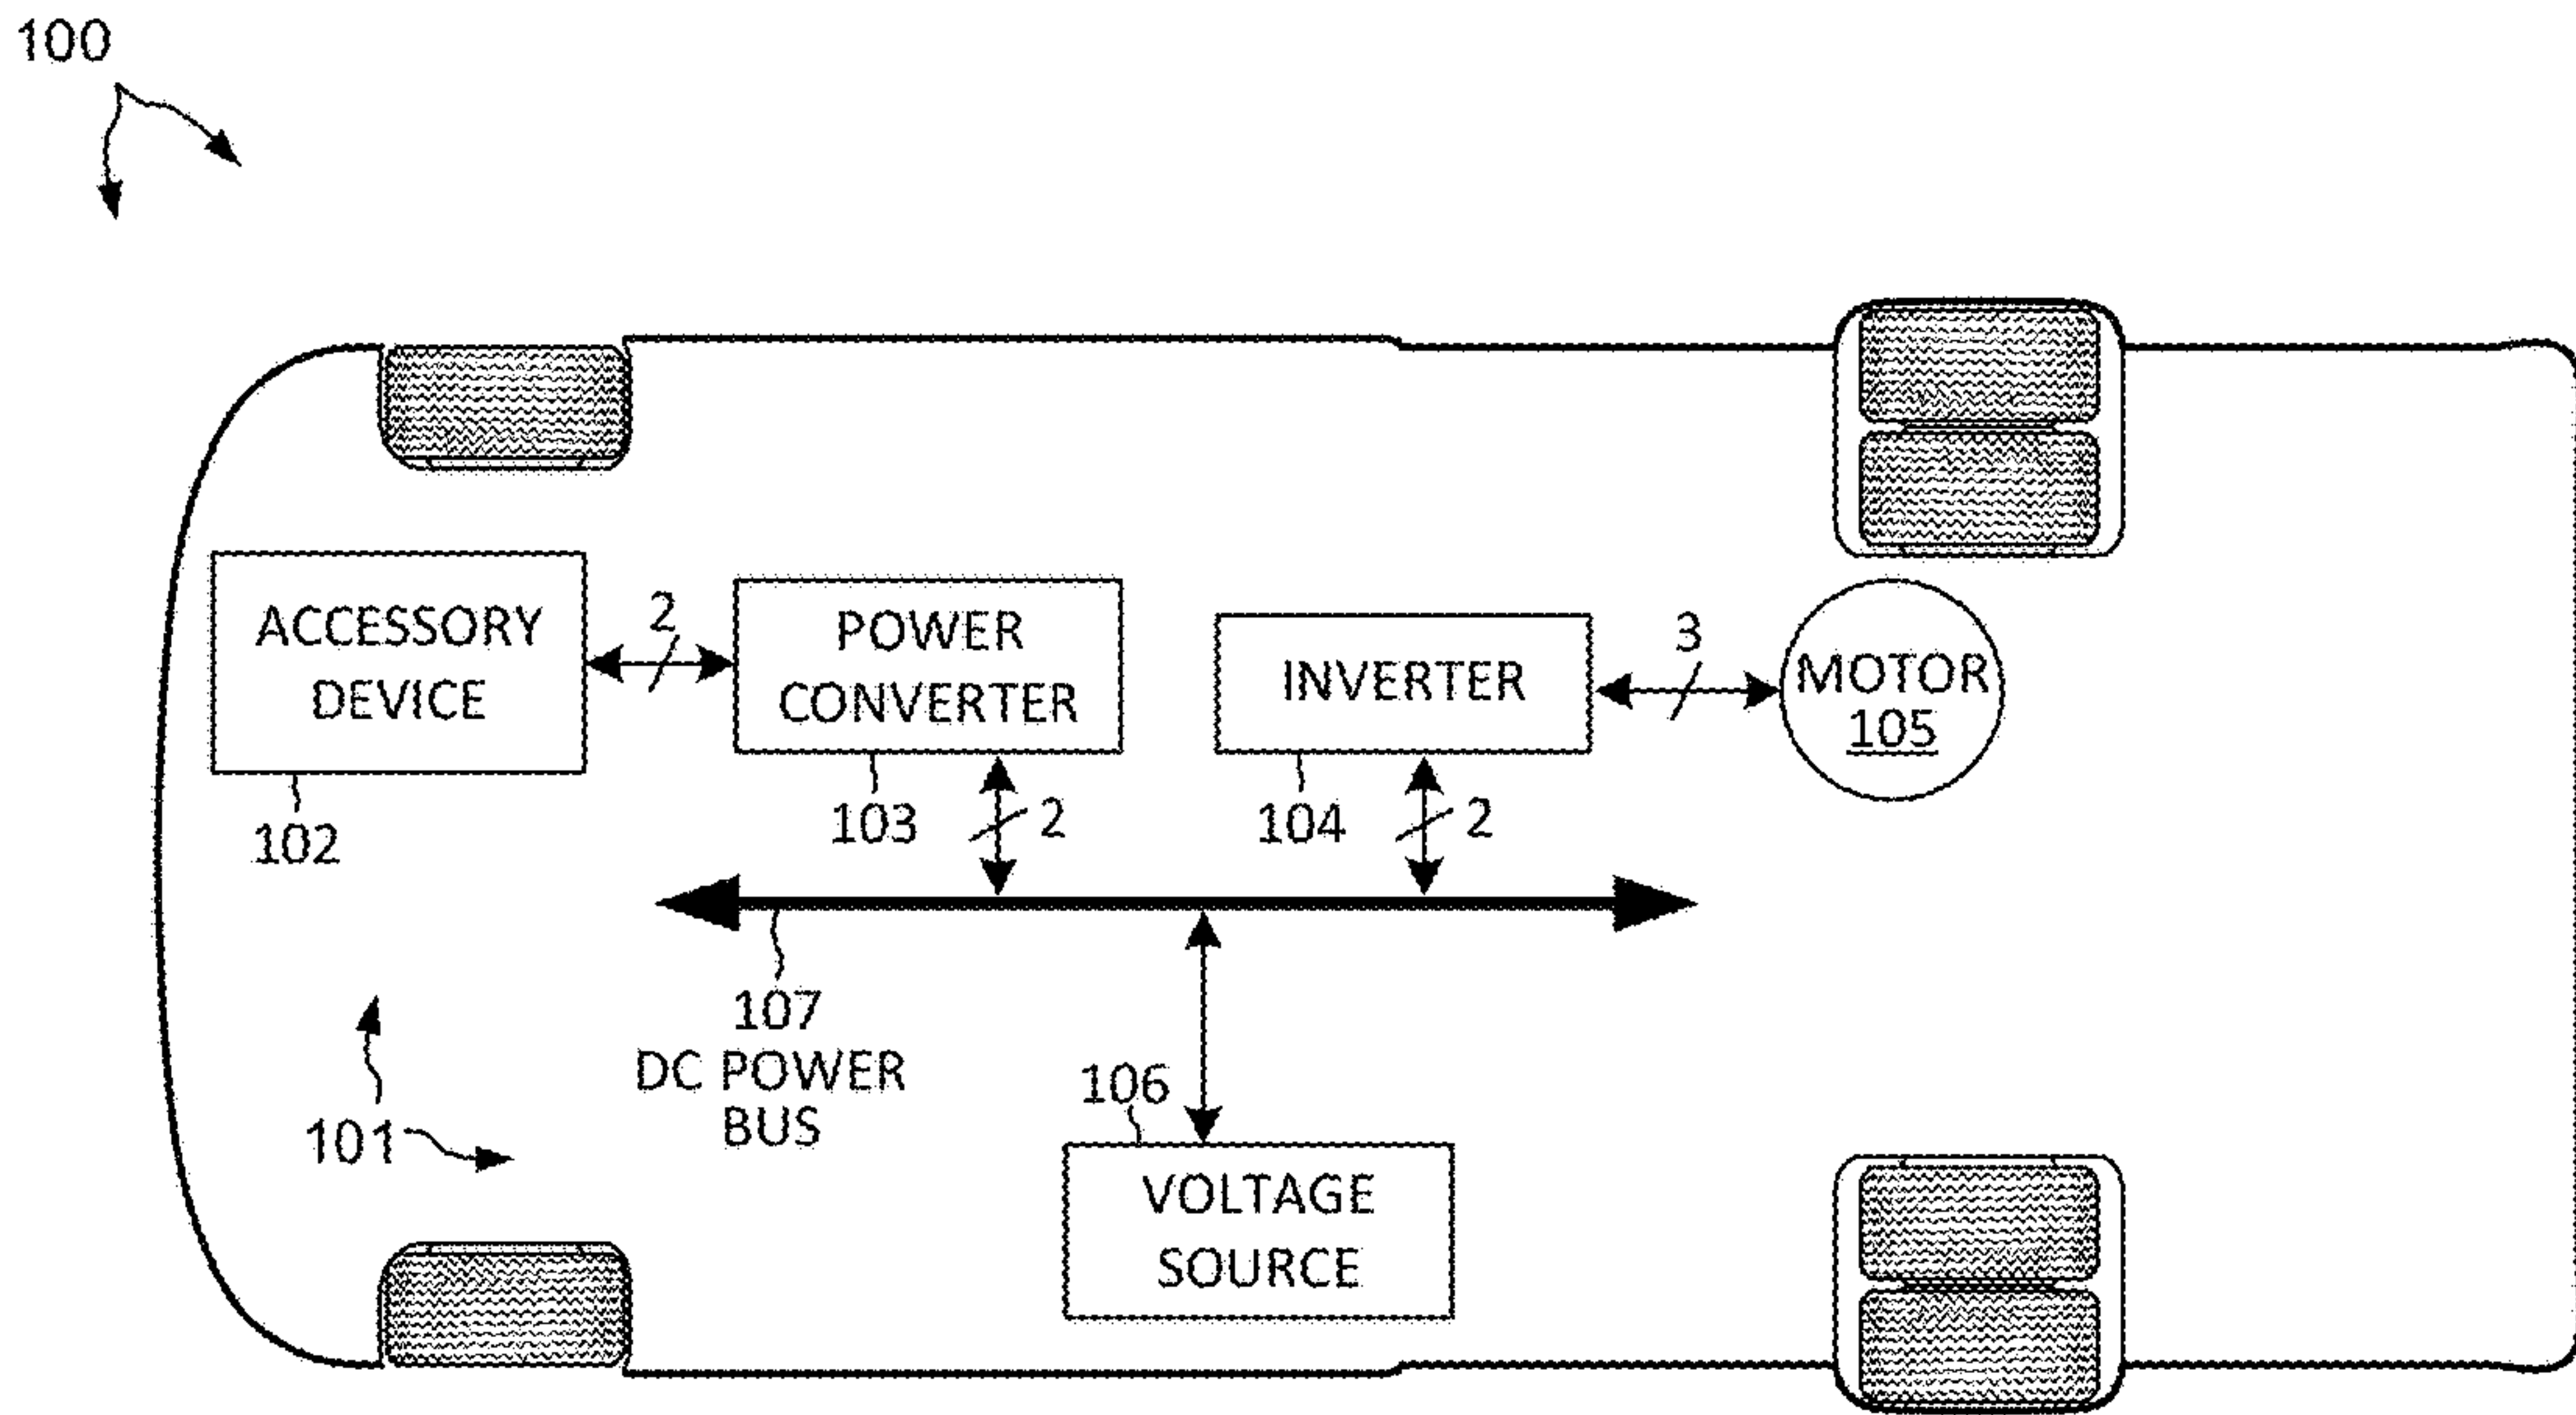 100
ACCESSORY
DEVICE
2
POWER
CONVERTER
INVERTER
3
MOTOR
105
102
103
2
104
2
107
DC POWER
BUS
101
106
VOLTAGE
SOURCE